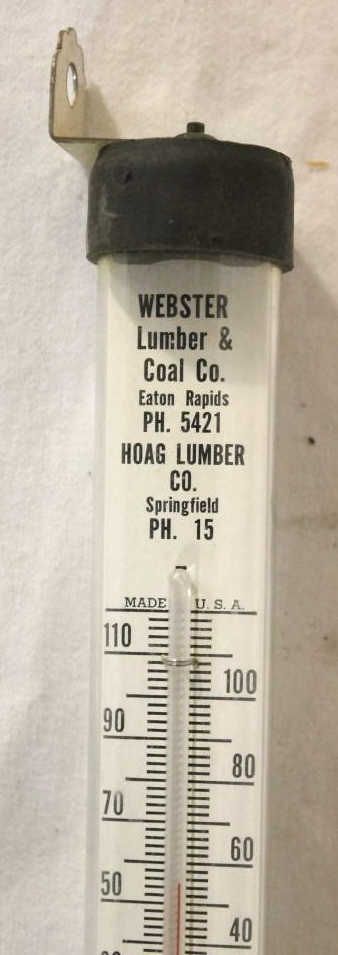 WEBSTER
Lumber &
Coal Co.
Eaton Rapids
PH. 5421
HOAG LUMBER
CO.
Springfield
PH. 15
MADE U. S. A.
110
100
90
80
70
60
50
40